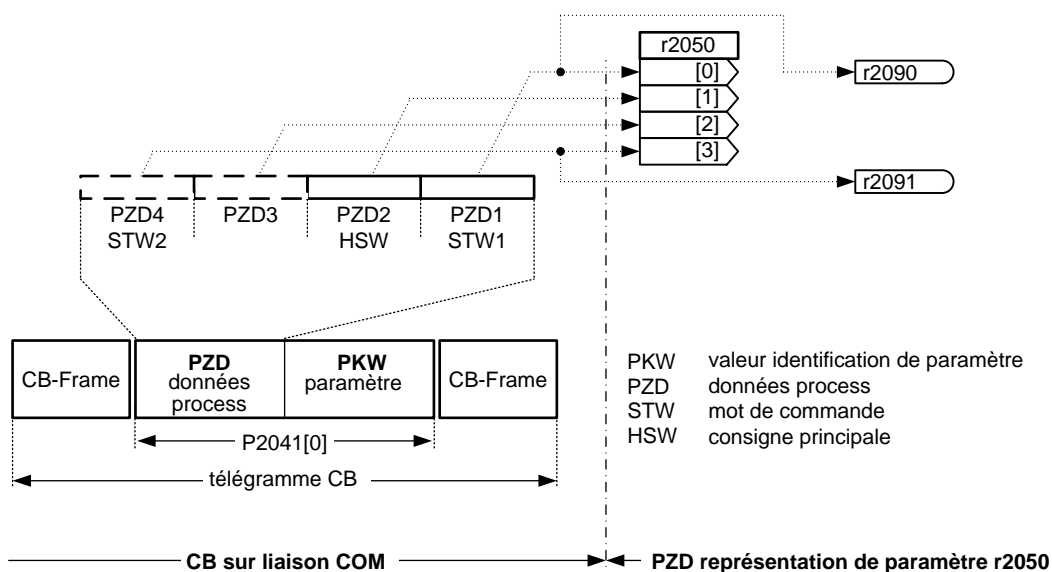 r2050
[0]
r2090
[1]
[2]
[3]
r2091
PZD4
STW2
PZD3
PZD2
HSW
PZD1
STW1
CB-Frame
PZD
données
process
PKW
paramètre
CB-Frame
P2041[0]
télégramme CB
PKW valeur identification de paramètre
PZD données process
STW mot de commande
HSW consigne principale
CB sur liaison COM
PZD représentation de paramètre r2050